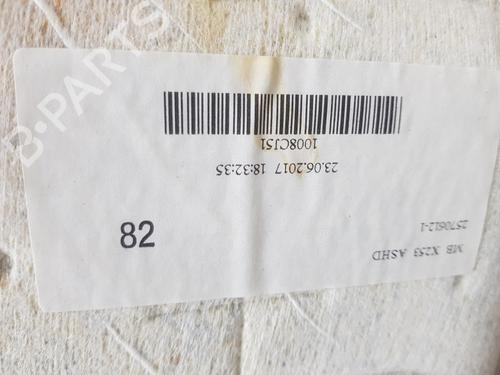 MB X253 ASHD
2570612-1
82
23.06.2017 18:32:35
1008CJ51
B-PARTS